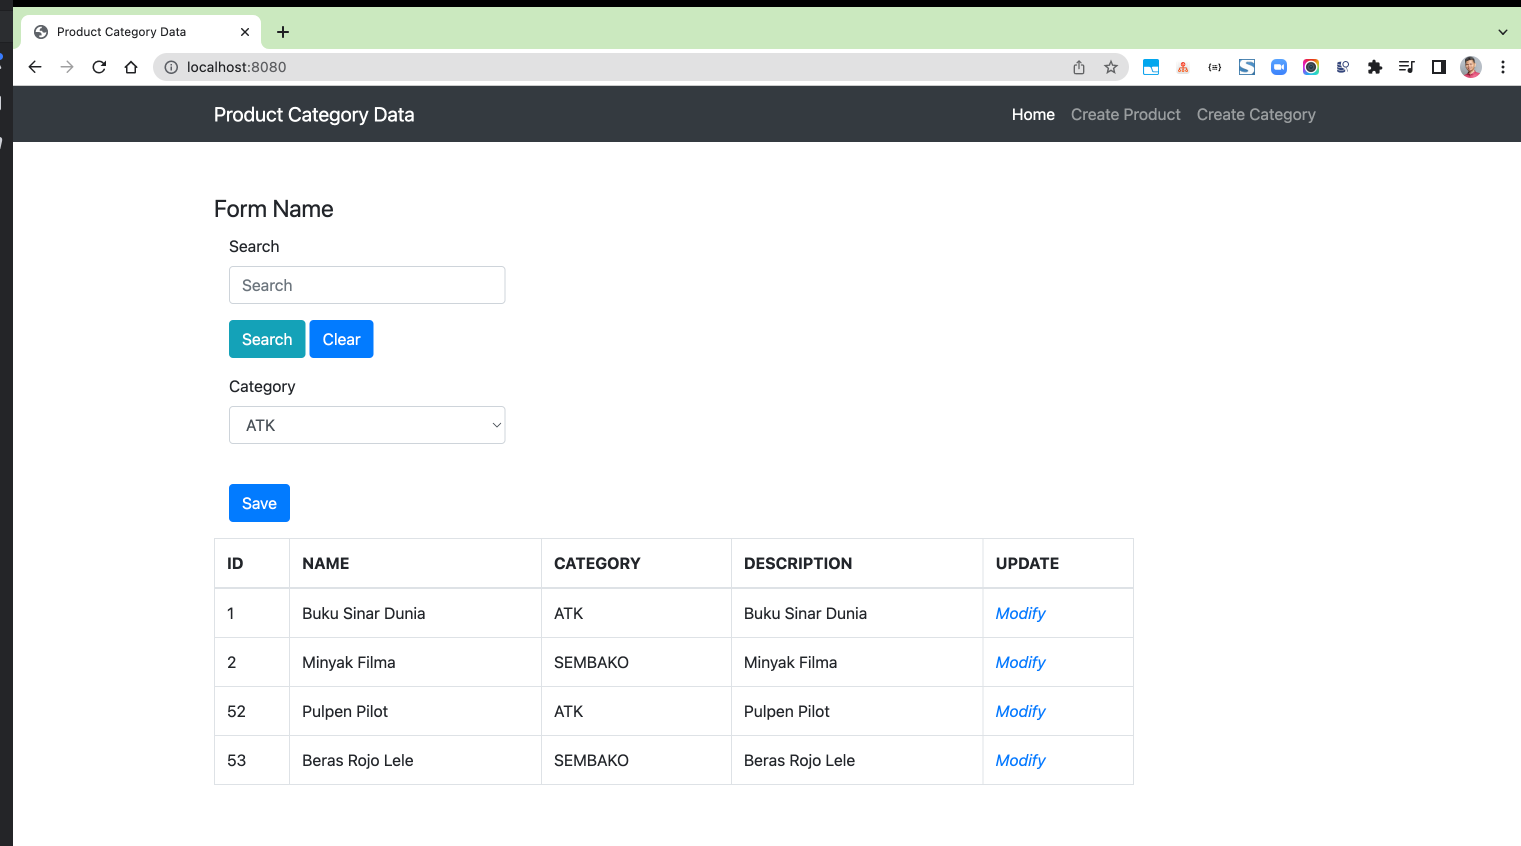 Product Category Data
localhost:8080
Product Category Data Home Create Product Create Category
Form Name
Search
Search
Search Clear
Category
ATK
Save
ID NAME CATEGORY DESCRIPTION UPDATE
1 Buku Sinar Dunia ATK Buku Sinar Dunia Modify
2 Minyak Filma SEMBAKO Minyak Filma Modify
52 Pulpen Pilot ATK Pulpen Pilot Modify
53 Beras Rojo Lele SEMBAKO Beras Rojo Lele Modify